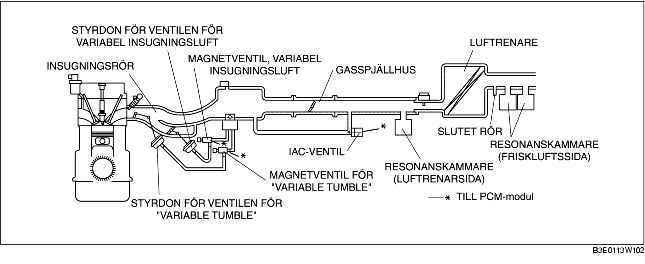 STYRDON FÖR VENTILEN FÖR
VARIABEL INSUGNINGSLUFT
INSUGNINGSRÖR
MAGNETVENTIL, VARIABEL
INSUGNINGSLUFT
GASSPJÄLLHUS
LUFTRENARE
SLUTET RÖR
RESONANSKAMMARE
(FRISKLUFTSSIDA)
IAC-VENTIL
*
RESONANSKAMMARE
(LUFTRENARSIDA)
*
*
MAGNETVENTIL FÖR
"VARIABLE TUMBLE"
STYRDON FÖR VENTILEN FÖR
"VARIABLE TUMBLE"
* TILL PCM-modul
B3E0113W102